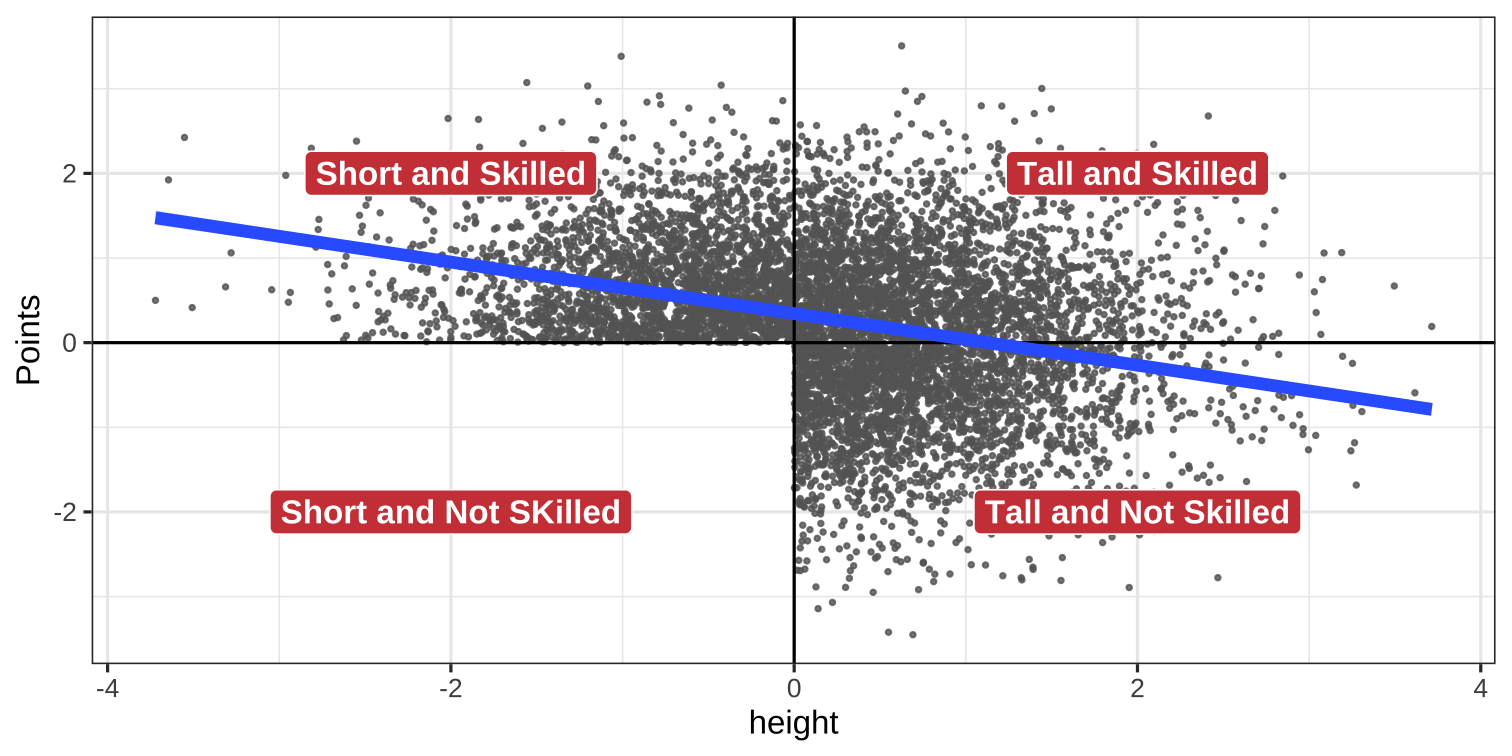 2
0
-2
Points
Short and Skilled
Tall and Skilled
Short and Not SKilled
Tall and Not Skilled
-4
-2
0
2
4
height